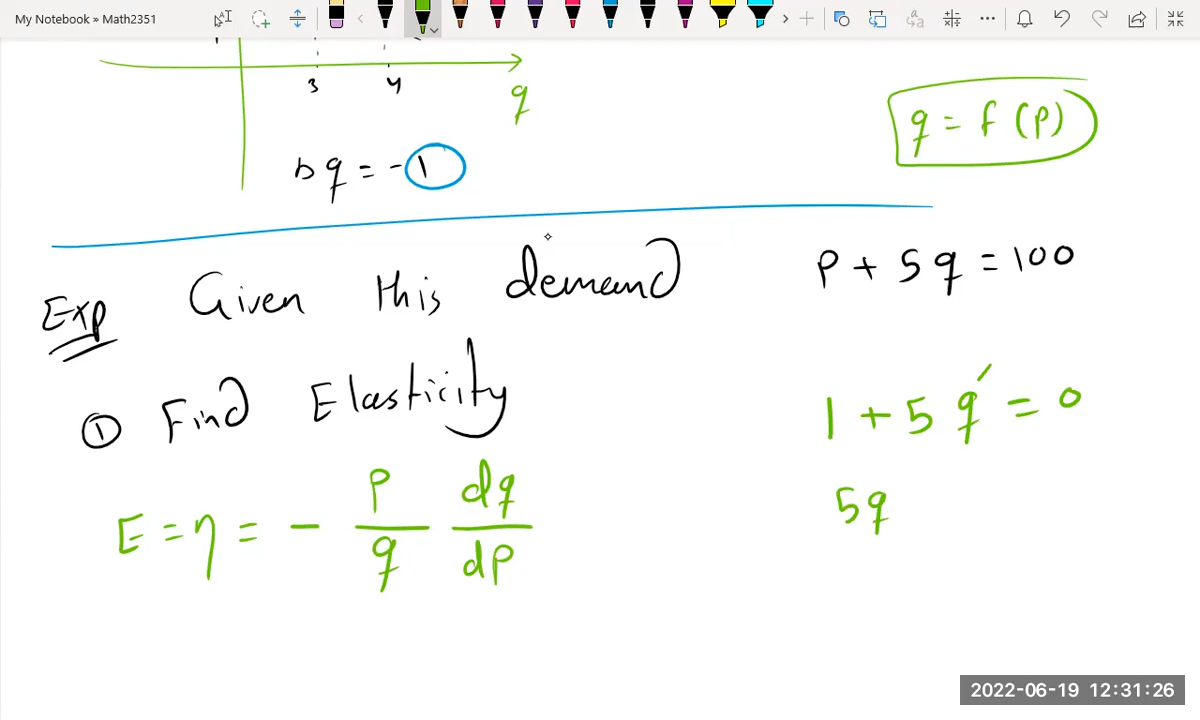 My Notebook » Math2351
3 4
q
q = f (p)
Δq = -1
Exp Given this demand p + 5q = 100
① Find Elasticity
1 + 5q′ = 0
5q
E = η = - p/q dq/dp
2022-06-19 12:31:26